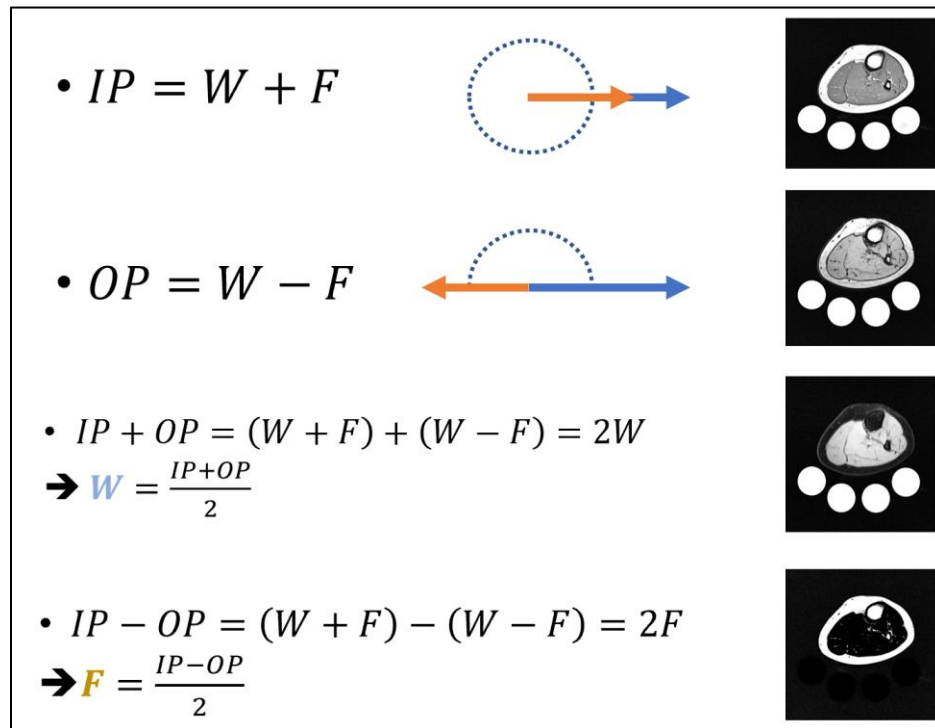 • IP = W + F
• OP = W − F
• IP + OP = (W + F) + (W − F) = 2W
➔ W = (IP+OP)/2
• IP − OP = (W + F) − (W − F) = 2F
➔ F = (IP−OP)/2